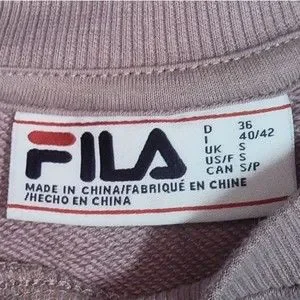 FILA
D 36
I 40/42
UK S
US/F S
CAN S/P
MADE IN CHINA/FABRIQUÉ EN CHINE
/HECHO EN CHINA